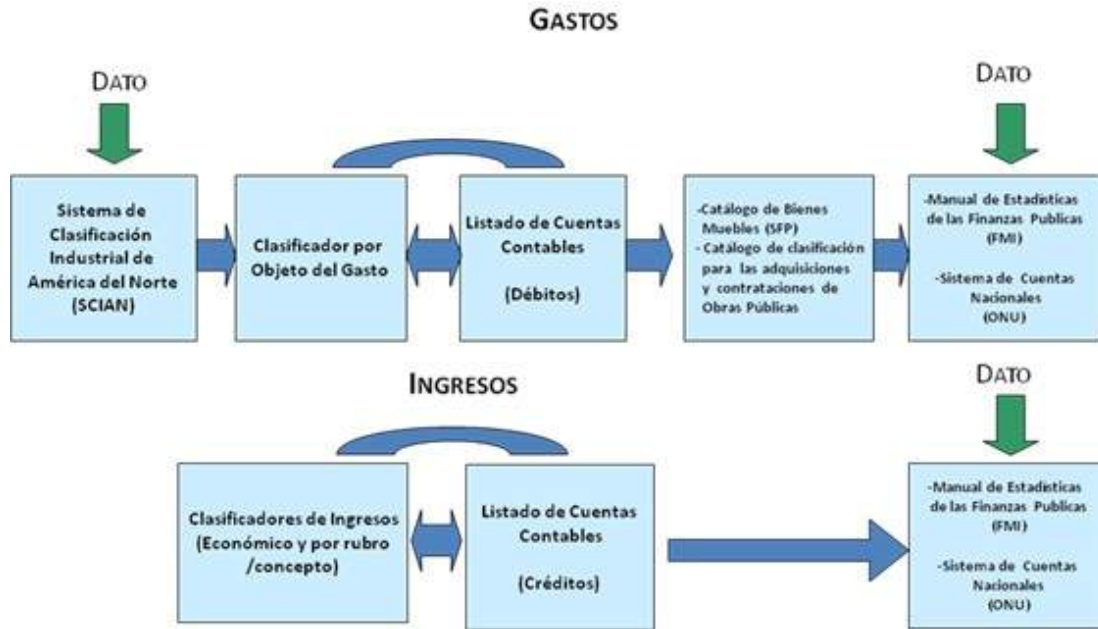 GASTOS
DATO
DATO
Sistema de
Clasificación
Industrial de
América del Norte
(SCIAN)
Clasificador por
Objeto del Gasto
Listado de Cuentas
Contables
(Débitos)
-Catálogo de Bienes
Muebles (SFP)
- Catálogo de clasificación
para las adquisiciones
y contrataciones de
Obras Públicas
-Manual de Estadísticas
de las Finanzas Publicas
(FMI)
-Sistema de Cuentas
Nacionales
(ONU)
INGRESOS
DATO
Clasificadores de Ingresos
(Económico y por rubro
/concepto)
Listado de Cuentas
Contables
(Créditos)
-Manual de Estadísticas
de las Finanzas Publicas
(FMI)
-Sistema de Cuentas
Nacionales
(ONU)